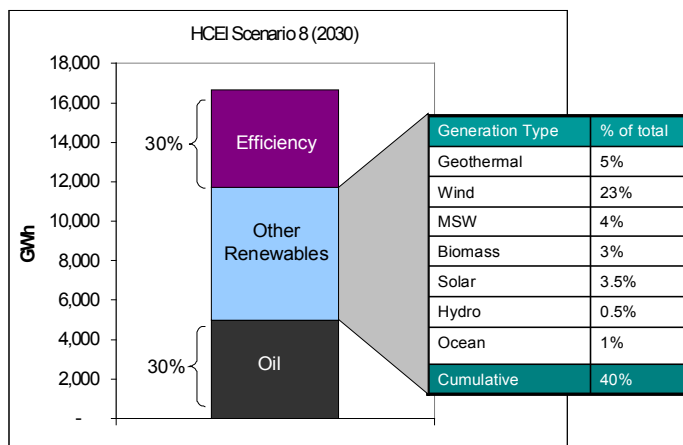 HCEI Scenario 8 (2030)
18,000
16,000
14,000
12,000
10,000
8,000
6,000
4,000
2,000
-
GWh
30%
Efficiency
Other
Renewables
30%
Oil
Generation Type % of total
Geothermal 5%
Wind 23%
MSW 4%
Biomass 3%
Solar 3.5%
Hydro 0.5%
Ocean 1%
Cumulative 40%